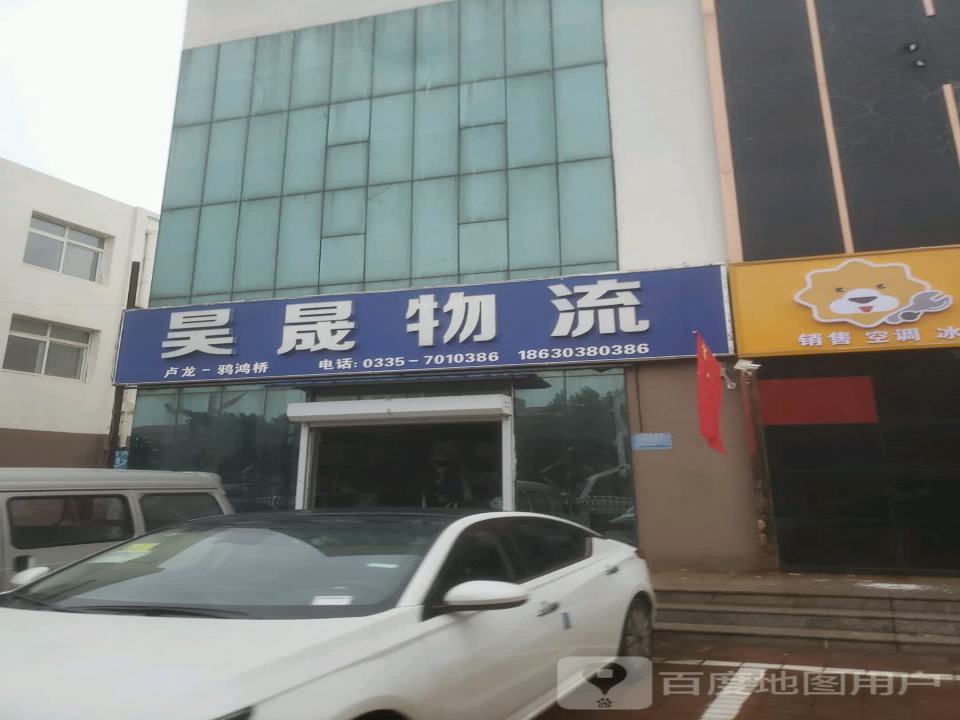 昊晟物流
卢龙-鸦鸿桥 电话: 0335-7010386 18630380386
销售 空调 冰
百度地图用户